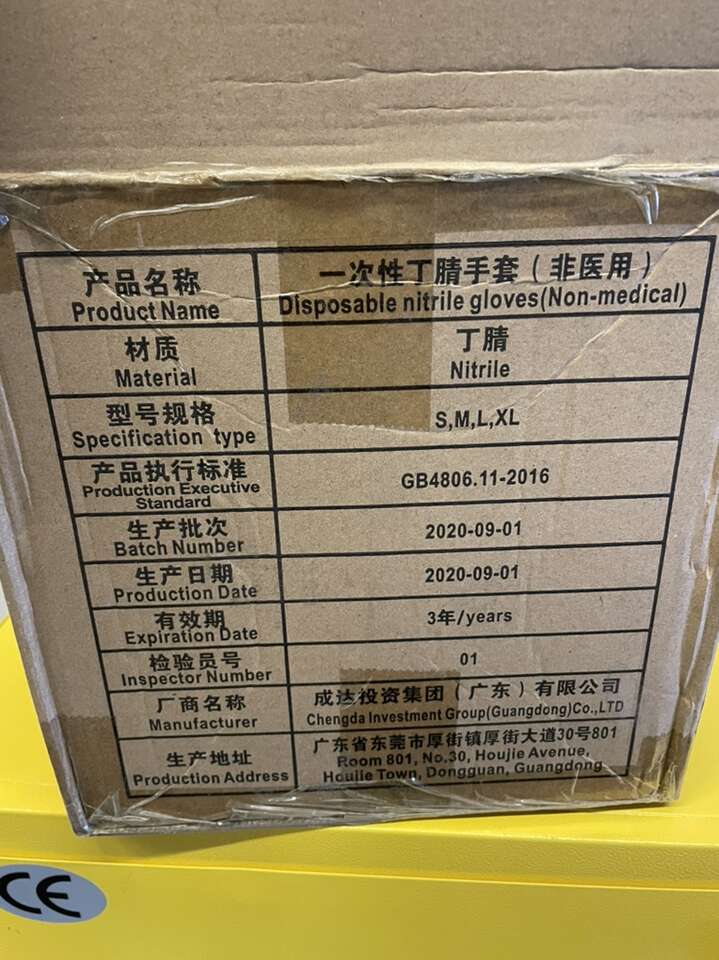 产品名称
Product Name
一次性丁腈手套（非医用）
Disposable nitrile gloves(Non-medical)
材质
Material
丁腈
Nitrile
型号规格
Specification type
S,M,L,XL
产品执行标准
Production Executive
Standard
GB4806.11-2016
生产批次
Batch Number
2020-09-01
生产日期
Production Date
2020-09-01
有效期
Expiration Date
3年/years
检验员号
Inspector Number
01
厂商名称
Manufacturer
成达投资集团（广东）有限公司
Chengda Investment Group(Guangdong)Co.,LTD
生产地址
Production Address
广东省东莞市厚街镇厚街大道30号801
Room 801, No.30, Houjie Avenue,
Houjie Town, Dongguan, Guangdong
CE